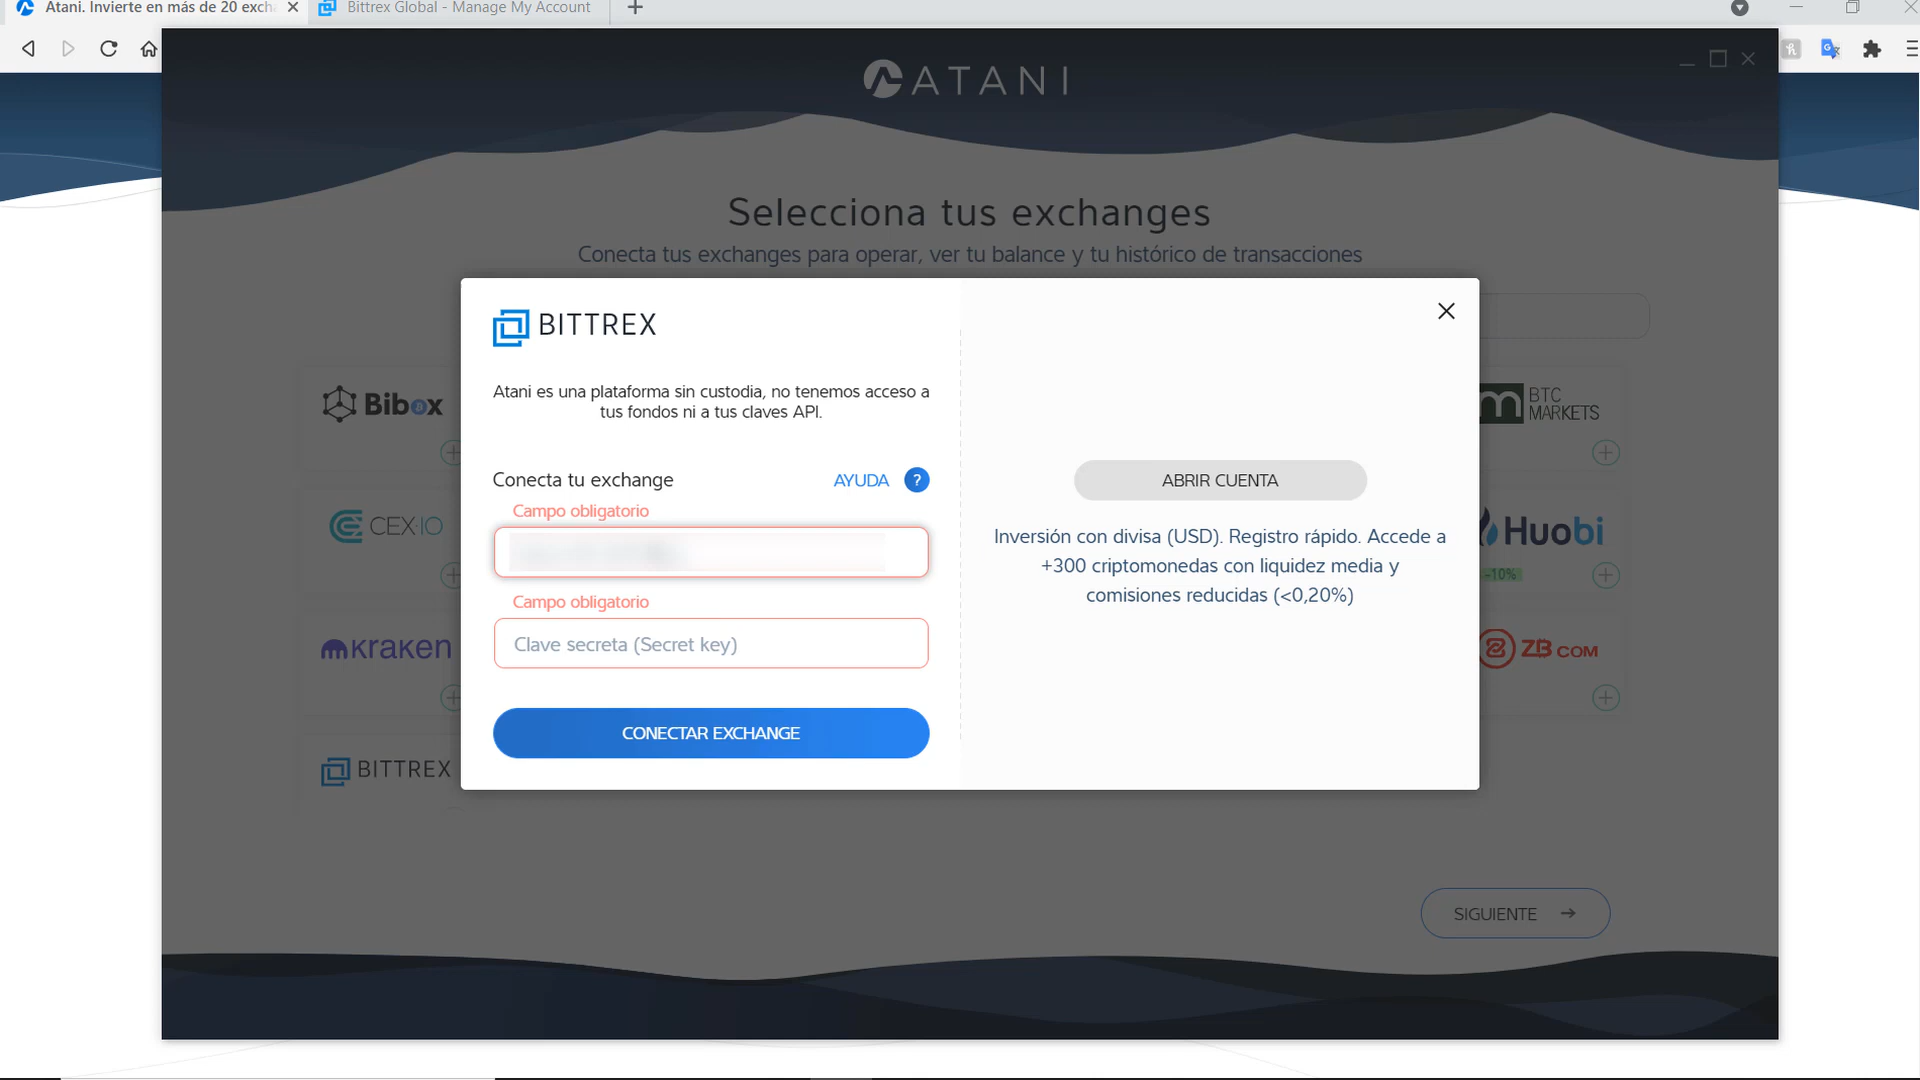 Atani. Invierte en más de 20 exch
Bittrex Global - Manage My Account
ATANI
Selecciona tus exchanges
Conecta tus exchanges para operar, ver tu balance y tu histórico de transacciones
BITTREX
Atani es una plataforma sin custodia, no tenemos acceso a
tus fondos ni a tus claves API.
Conecta tu exchange
AYUDA ?
Campo obligatorio
Campo obligatorio
Clave secreta (Secret key)
CONECTAR EXCHANGE
ABRIR CUENTA
Inversión con divisa (USD). Registro rápido. Accede a
+300 criptomonedas con liquidez media y
comisiones reducidas (<0,20%)
Bibox
BTC
MARKETS
CEX.IO
Huobi
-10%
kraken
ZB COM
BITTREX
SIGUIENTE